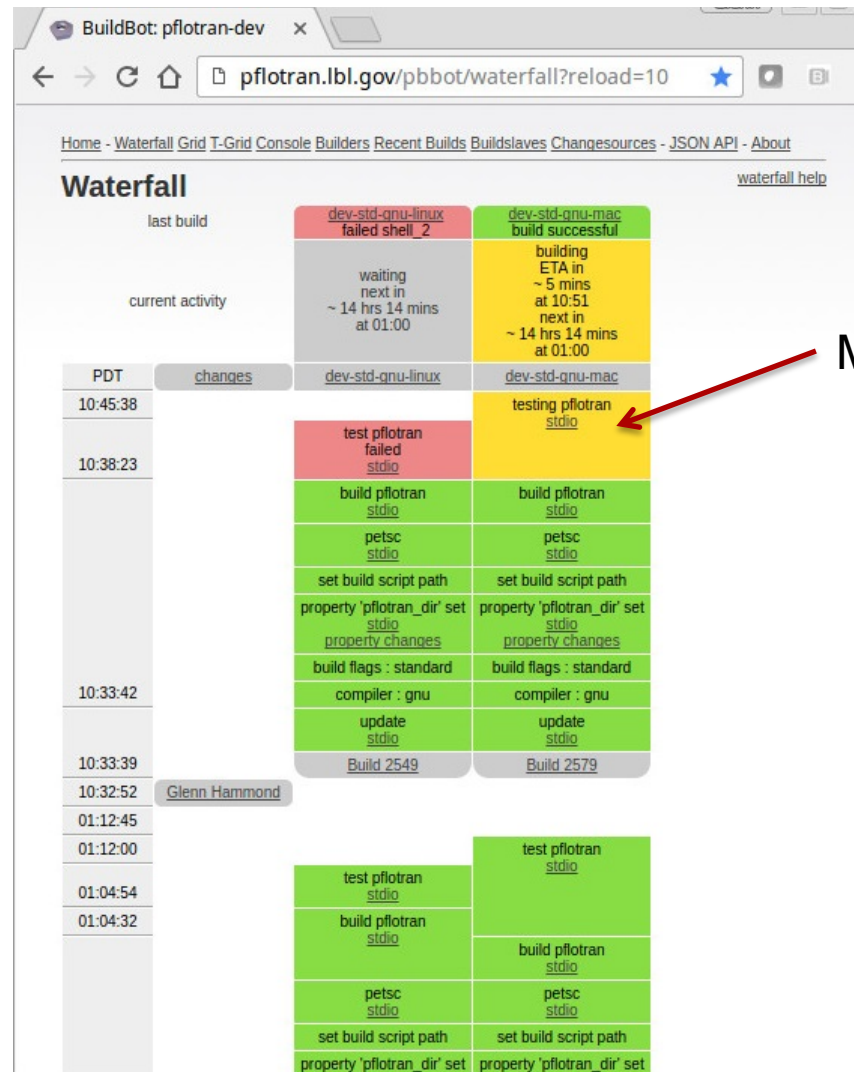 BuildBot: pflotran-dev
pflotran.lbl.gov/pbbot/waterfall?reload=10
Home - Waterfall Grid T-Grid Console Builders Recent Builds Buildslaves Changesources - JSON API - About
Waterfall
waterfall help
last build
dev-std-gnu-linux
failed shell_2
dev-std-gnu-mac
build successful
current activity
waiting
next in
~ 14 hrs 14 mins
at 01:00
building
ETA in
~ 5 mins
at 10:51
next in
~ 14 hrs 14 mins
at 01:00
M
PDT changes dev-std-gnu-linux dev-std-gnu-mac
10:45:38
testing pflotran
stdio
10:38:23
test pflotran
failed
stdio
build pflotran
stdio
build pflotran
stdio
petsc
stdio
petsc
stdio
set build script path
set build script path
property 'pflotran_dir' set
stdio
property changes
property 'pflotran_dir' set
stdio
property changes
build flags : standard
build flags : standard
10:33:42
compiler : gnu
compiler : gnu
update
stdio
update
stdio
10:33:39
Build 2549
Build 2579
10:32:52
Glenn Hammond
01:12:45
01:12:00
test pflotran
stdio
01:04:54
test pflotran
stdio
01:04:32
build pflotran
stdio
build pflotran
stdio
petsc
stdio
petsc
stdio
set build script path
set build script path
property 'pflotran_dir' set
property 'pflotran_dir' set